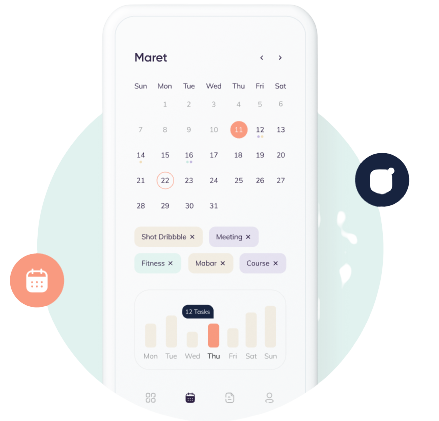 Maret
Sun Mon Tue Wed Thu Fri Sat
1 2 3 4 5 6
7 8 9 10 11 12 13
14 15 16 17 18 19 20
21 22 23 24 25 26 27
28 29 30 31
Shot Dribbble × Meeting ×
Fitness × Mabar × Course ×
12 Tasks
Mon Tue Wed Thu Fri Sat Sun